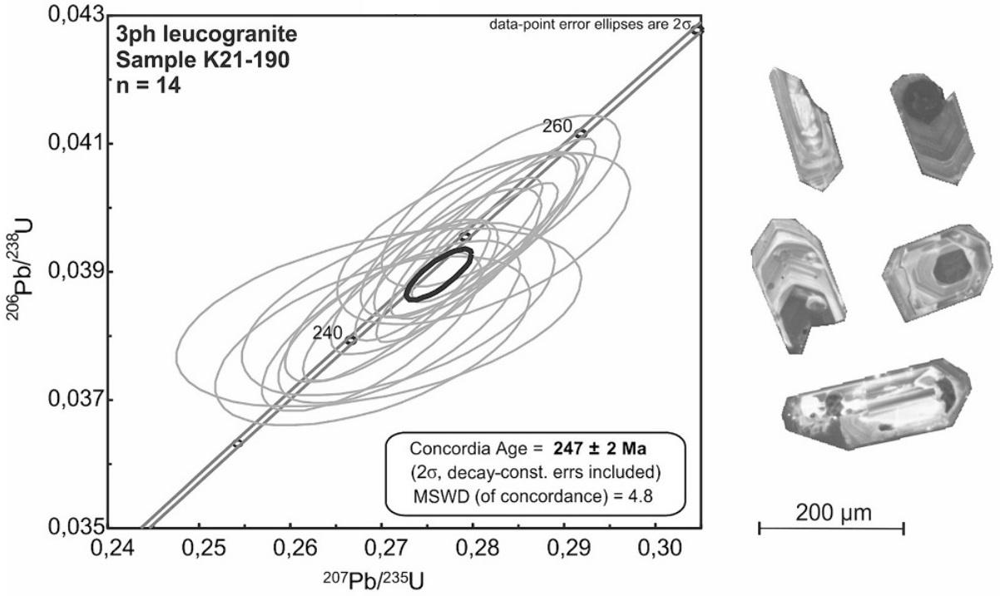 3ph leucogranite
Sample K21-190
n = 14
data-point error ellipses are 2σ
0,043
0,041
0,039
0,037
0,035
²⁰⁶Pb/²³⁸U
260
240
Concordia Age = 247 ± 2 Ma
(2σ, decay-const. errs included)
MSWD (of concordance) = 4.8
0,24 0,25 0,26 0,27 0,28 0,29 0,30
²⁰⁷Pb/²³⁵U
200 µm